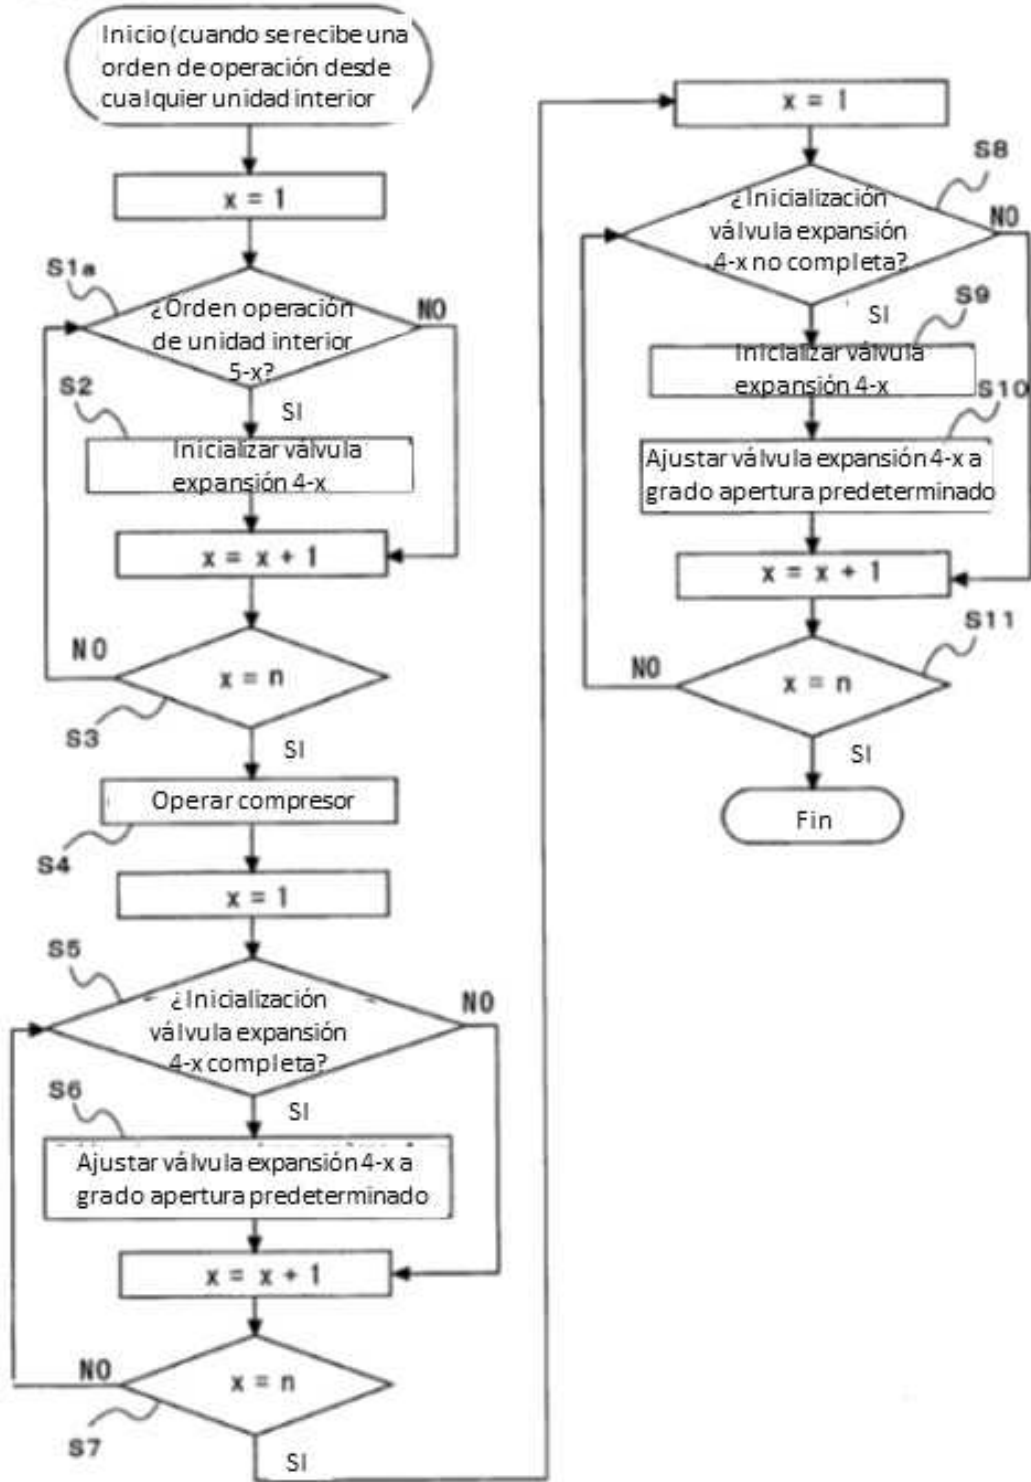 Inicio (cuando se recibe una
orden de operación desde
cualquier unidad interior
x = 1
S1a
¿Orden operación
de unidad interior
5-x?
NO
S2
SI
Inicializar válvula
expansión 4-x
x = x + 1
NO
x = n
S3
SI
Operar compresor
S4
x = 1
S5
¿Inicialización
válvula expansión
4-x completa?
NO
S6
SI
Ajustar válvula expansión 4-x a
grado apertura predeterminado
x = x + 1
NO
x = n
S7
SI
x = 1
S8
¿Inicialización
válvula expansión
4-x no completa?
NO
SI
S9
Inicializar válvula
expansión 4-x
S10
Ajustar válvula expansión 4-x a
grado apertura predeterminado
x = x + 1
S11
NO
x = n
SI
Fin